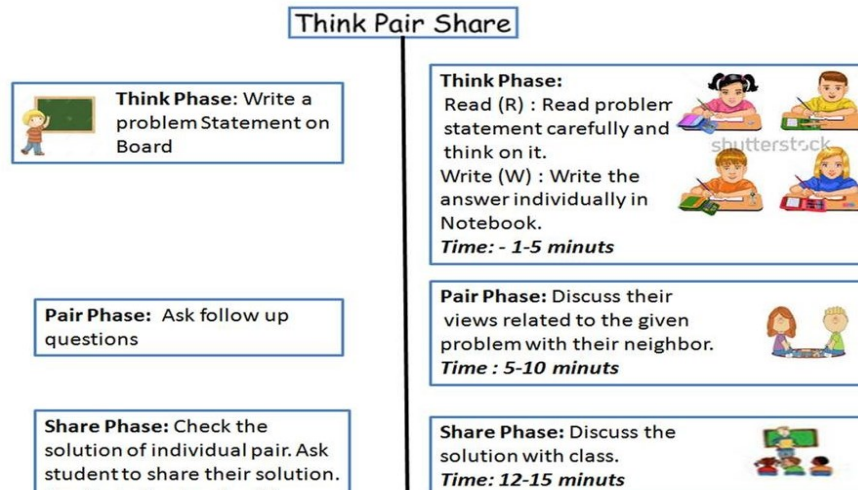 Think Pair Share
Think Phase: Write a
problem Statement on
Board
Pair Phase: Ask follow up
questions
Share Phase: Check the
solution of individual pair. Ask
student to share their solution.
Think Phase:
Read (R) : Read problem
statement carefully and
think on it.
Write (W) : Write the
answer individually in
Notebook.
Time: - 1-5 minuts
shutterstock
Pair Phase: Discuss their
views related to the given
problem with their neighbor.
Time : 5-10 minuts
Share Phase: Discuss the
solution with class.
Time: 12-15 minuts